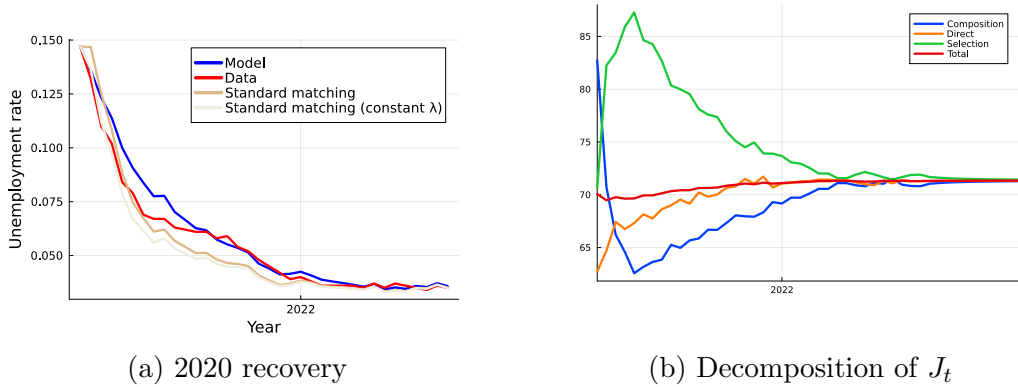 0.150
0.125
0.100
0.075
0.050
Unemployment rate
Model
Data
Standard matching
Standard matching (constant λ)
2022
Year
(a) 2020 recovery
85
80
75
70
65
Composition
Direct
Selection
Total
2022
(b) Decomposition of J_t